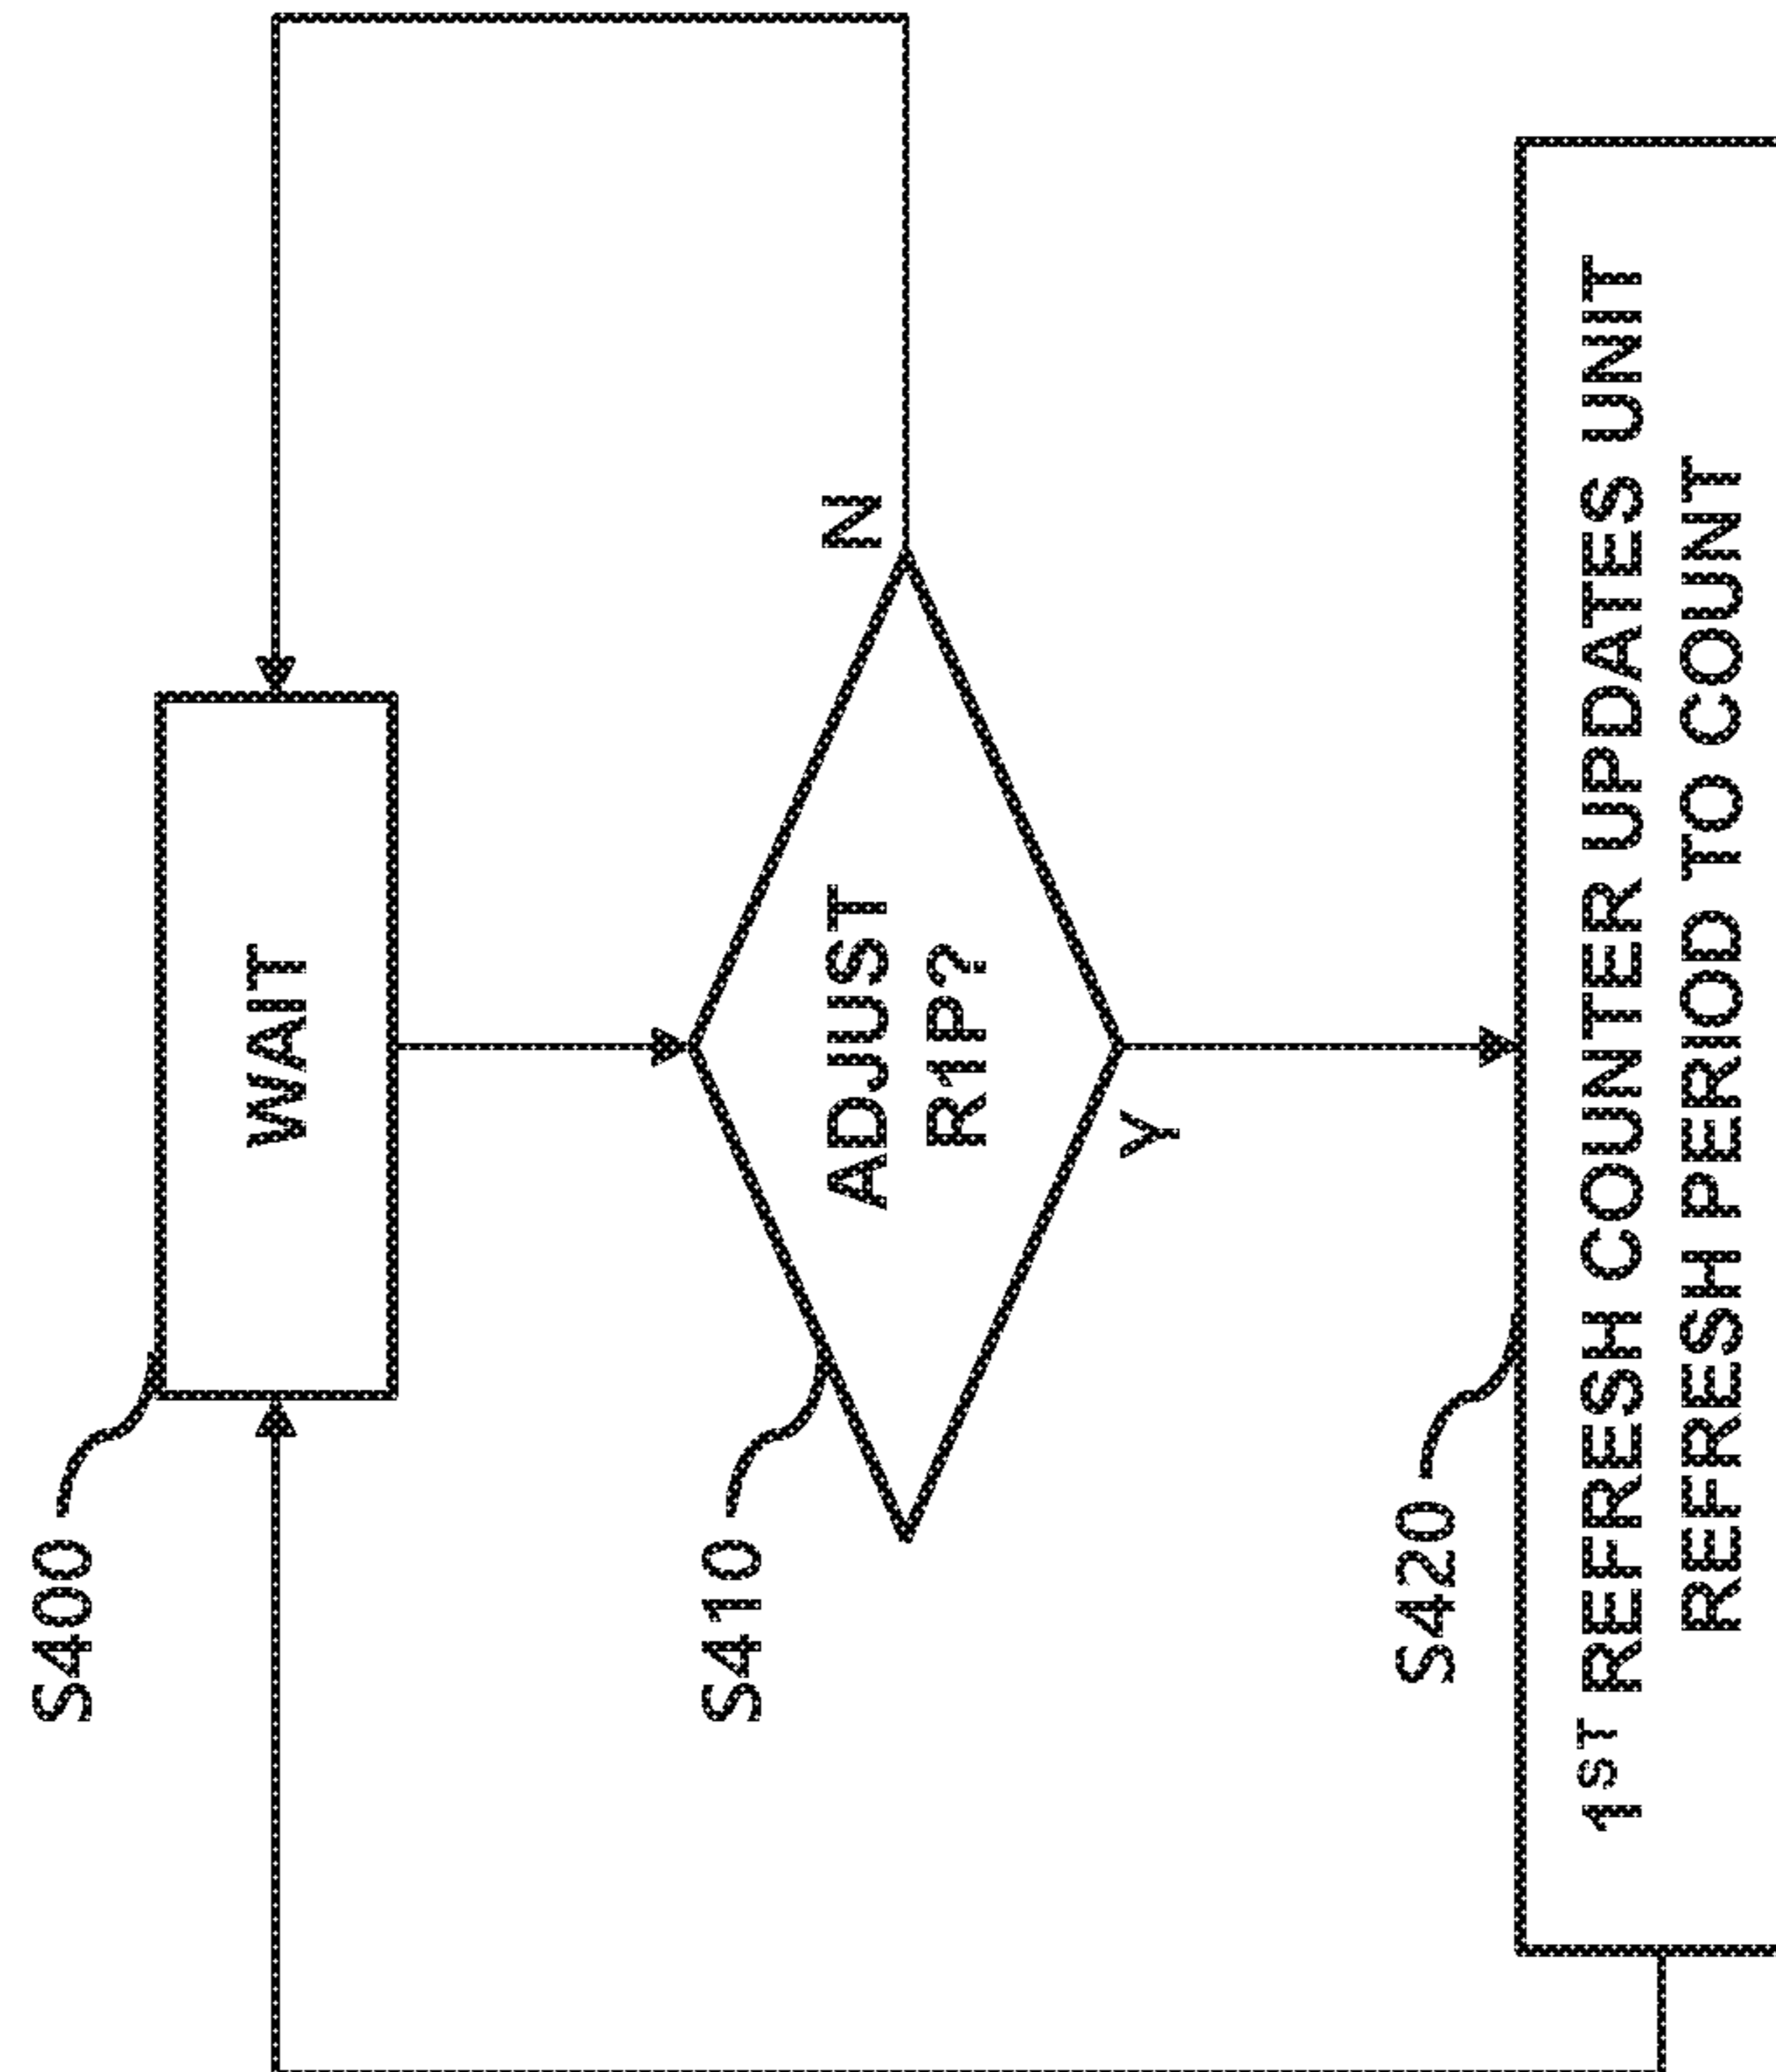 S400
WAIT
S410
ADJUST
R1P?
N
Y
S420
1ST REFRESH COUNTER UPDATES UNIT
REFRESH PERIOD TO COUNT